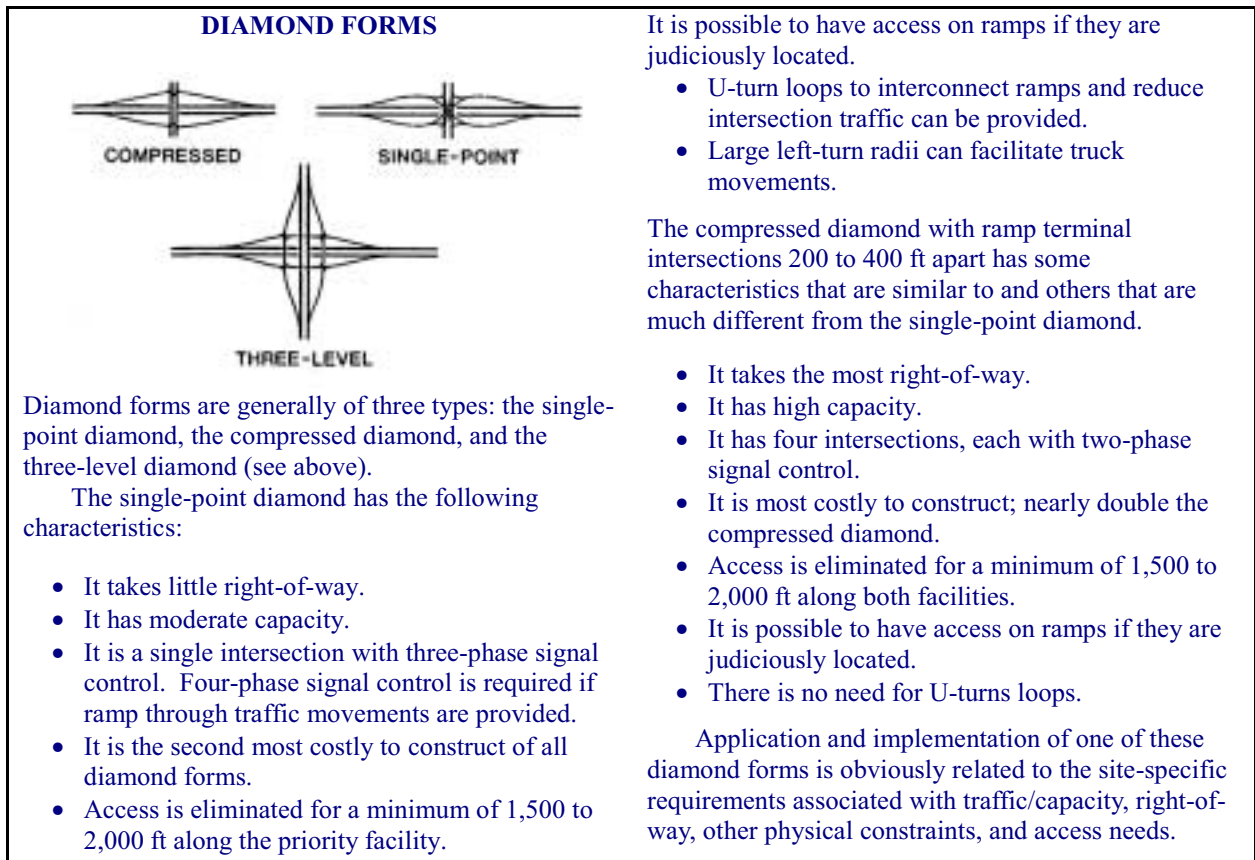 DIAMOND FORMS
COMPRESSED
SINGLE-POINT
THREE-LEVEL
Diamond forms are generally of three types: the single-
point diamond, the compressed diamond, and the
three-level diamond (see above).
The single-point diamond has the following
characteristics:
• It takes little right-of-way.
• It has moderate capacity.
• It is a single intersection with three-phase signal
control. Four-phase signal control is required if
ramp through traffic movements are provided.
• It is the second most costly to construct of all
diamond forms.
• Access is eliminated for a minimum of 1,500 to
2,000 ft along the priority facility.
It is possible to have access on ramps if they are
judiciously located.
• U-turn loops to interconnect ramps and reduce
intersection traffic can be provided.
• Large left-turn radii can facilitate truck
movements.
The compressed diamond with ramp terminal
intersections 200 to 400 ft apart has some
characteristics that are similar to and others that are
much different from the single-point diamond.
• It takes the most right-of-way.
• It has high capacity.
• It has four intersections, each with two-phase
signal control.
• It is most costly to construct; nearly double the
compressed diamond.
• Access is eliminated for a minimum of 1,500 to
2,000 ft along both facilities.
• It is possible to have access on ramps if they are
judiciously located.
• There is no need for U-turns loops.
Application and implementation of one of these
diamond forms is obviously related to the site-specific
requirements associated with traffic/capacity, right-of-
way, other physical constraints, and access needs.